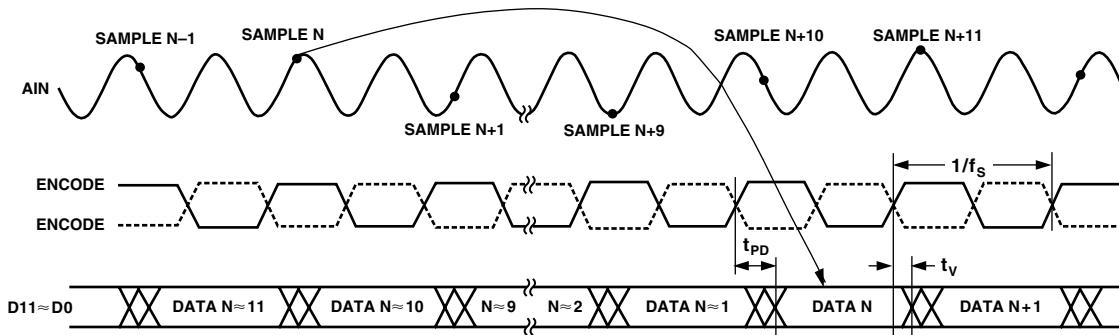 SAMPLE N–1
SAMPLE N
SAMPLE N+10
SAMPLE N+11
AIN
SAMPLE N+1
SAMPLE N+9
ENCODE
1/fS
ENCODE
tPD
tV
D11≈D0
DATA N≈11
DATA N≈10
N≈9
N≈2
DATA N≈1
DATA N
DATA N+1